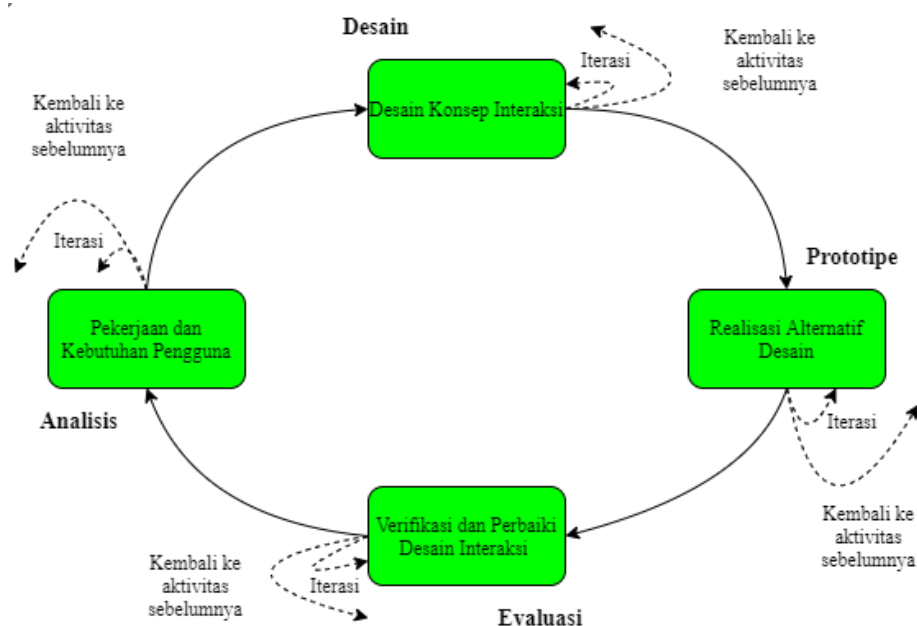 Desain
Kembali ke
aktivitas
sebelumnya
Iterasi
Desain Konsep Interaksi
Kembali ke
aktivitas
sebelumnya
Iterasi
Prototipe
Pekerjaan dan
Kebutuhan Pengguna
Realisasi Alternatif
Desain
Analisis
Iterasi
Verifikasi dan Perbaiki
Desain Interaksi
Kembali ke
aktivitas
sebelumnya
Kembali ke
aktivitas
sebelumnya
Iterasi
Evaluasi